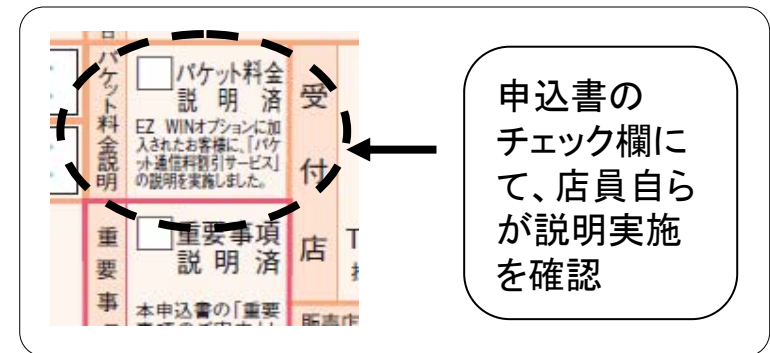 パケット料金説明
パケット料金
説明済
EZ WINオプションに加
入されたお客様に、「パケ
ット通信料割引サービス」
の説明を実施しました。
受付店
重要事
重要事項
説明済
本申込書の「重要
販売店
申込書の
チェック欄に
て、店員自ら
が説明実施
を確認